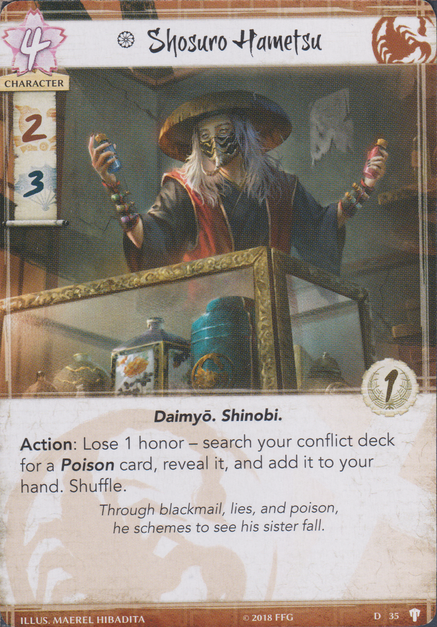 4
Shosuro Hametsu
CHARACTER
2
3
1
Daimyō. Shinobi.
Action: Lose 1 honor – search your conflict deck
for a Poison card, reveal it, and add it to your
hand. Shuffle.
Through blackmail, lies, and poison,
he schemes to see his sister fall.
ILLUS. MAEREL HIBADITA © 2018 FFG D 35